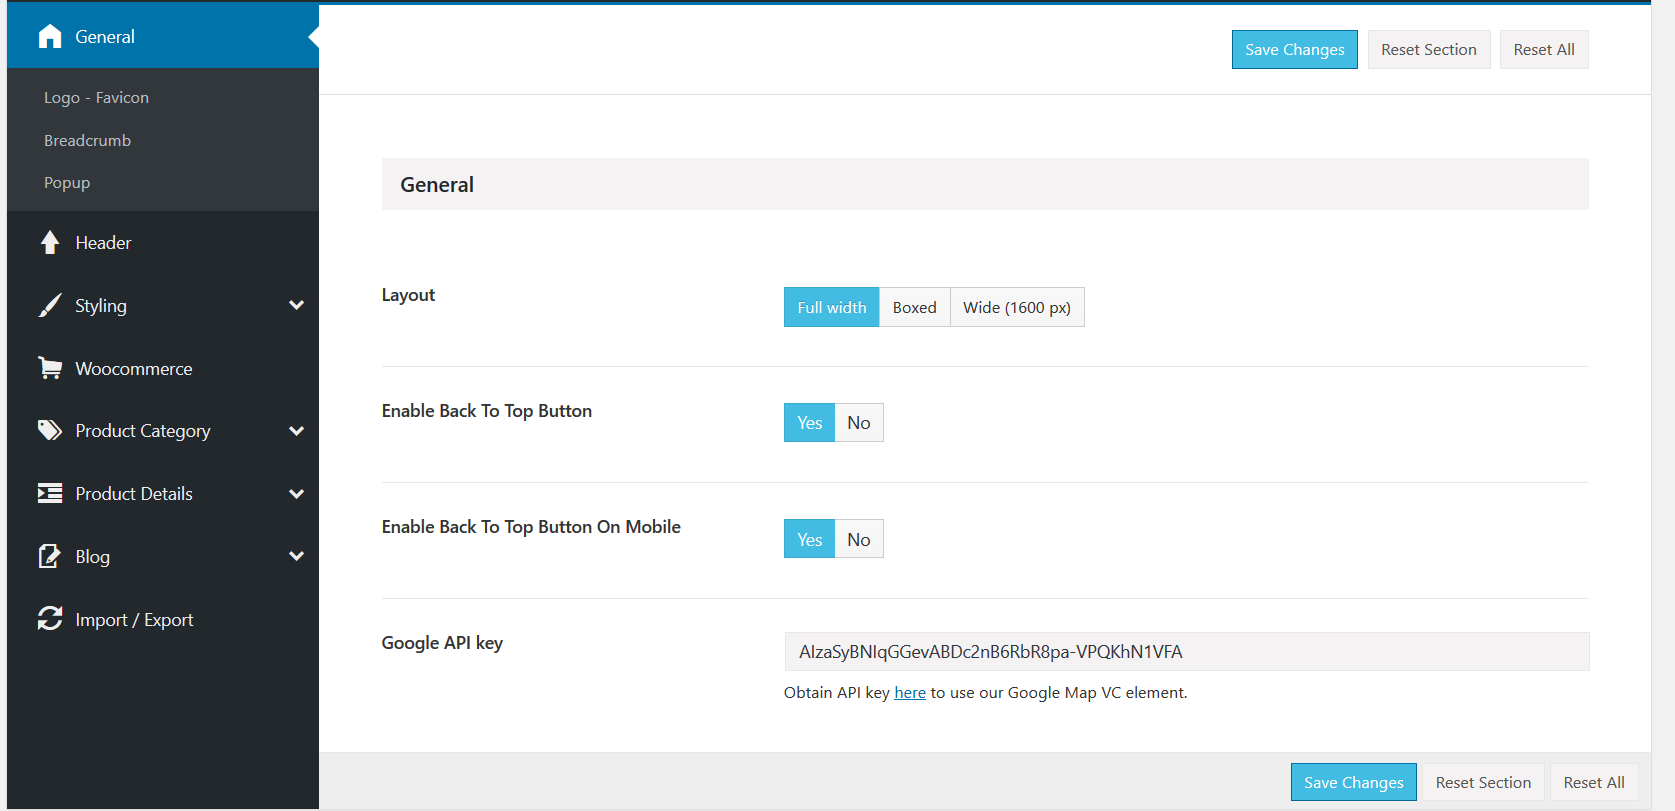 General
Logo - Favicon
Breadcrumb
Popup
Header
Styling
Woocommerce
Product Category
Product Details
Blog
Import / Export
Save Changes Reset Section Reset All
General
Layout Full width Boxed Wide (1600 px)
Enable Back To Top Button Yes No
Enable Back To Top Button On Mobile Yes No
Google API key AIzaSyBNIqGGevABDc2nB6RbR8pa-VPQKhN1VFA
Obtain API key here to use our Google Map VC element.
Save Changes Reset Section Reset All